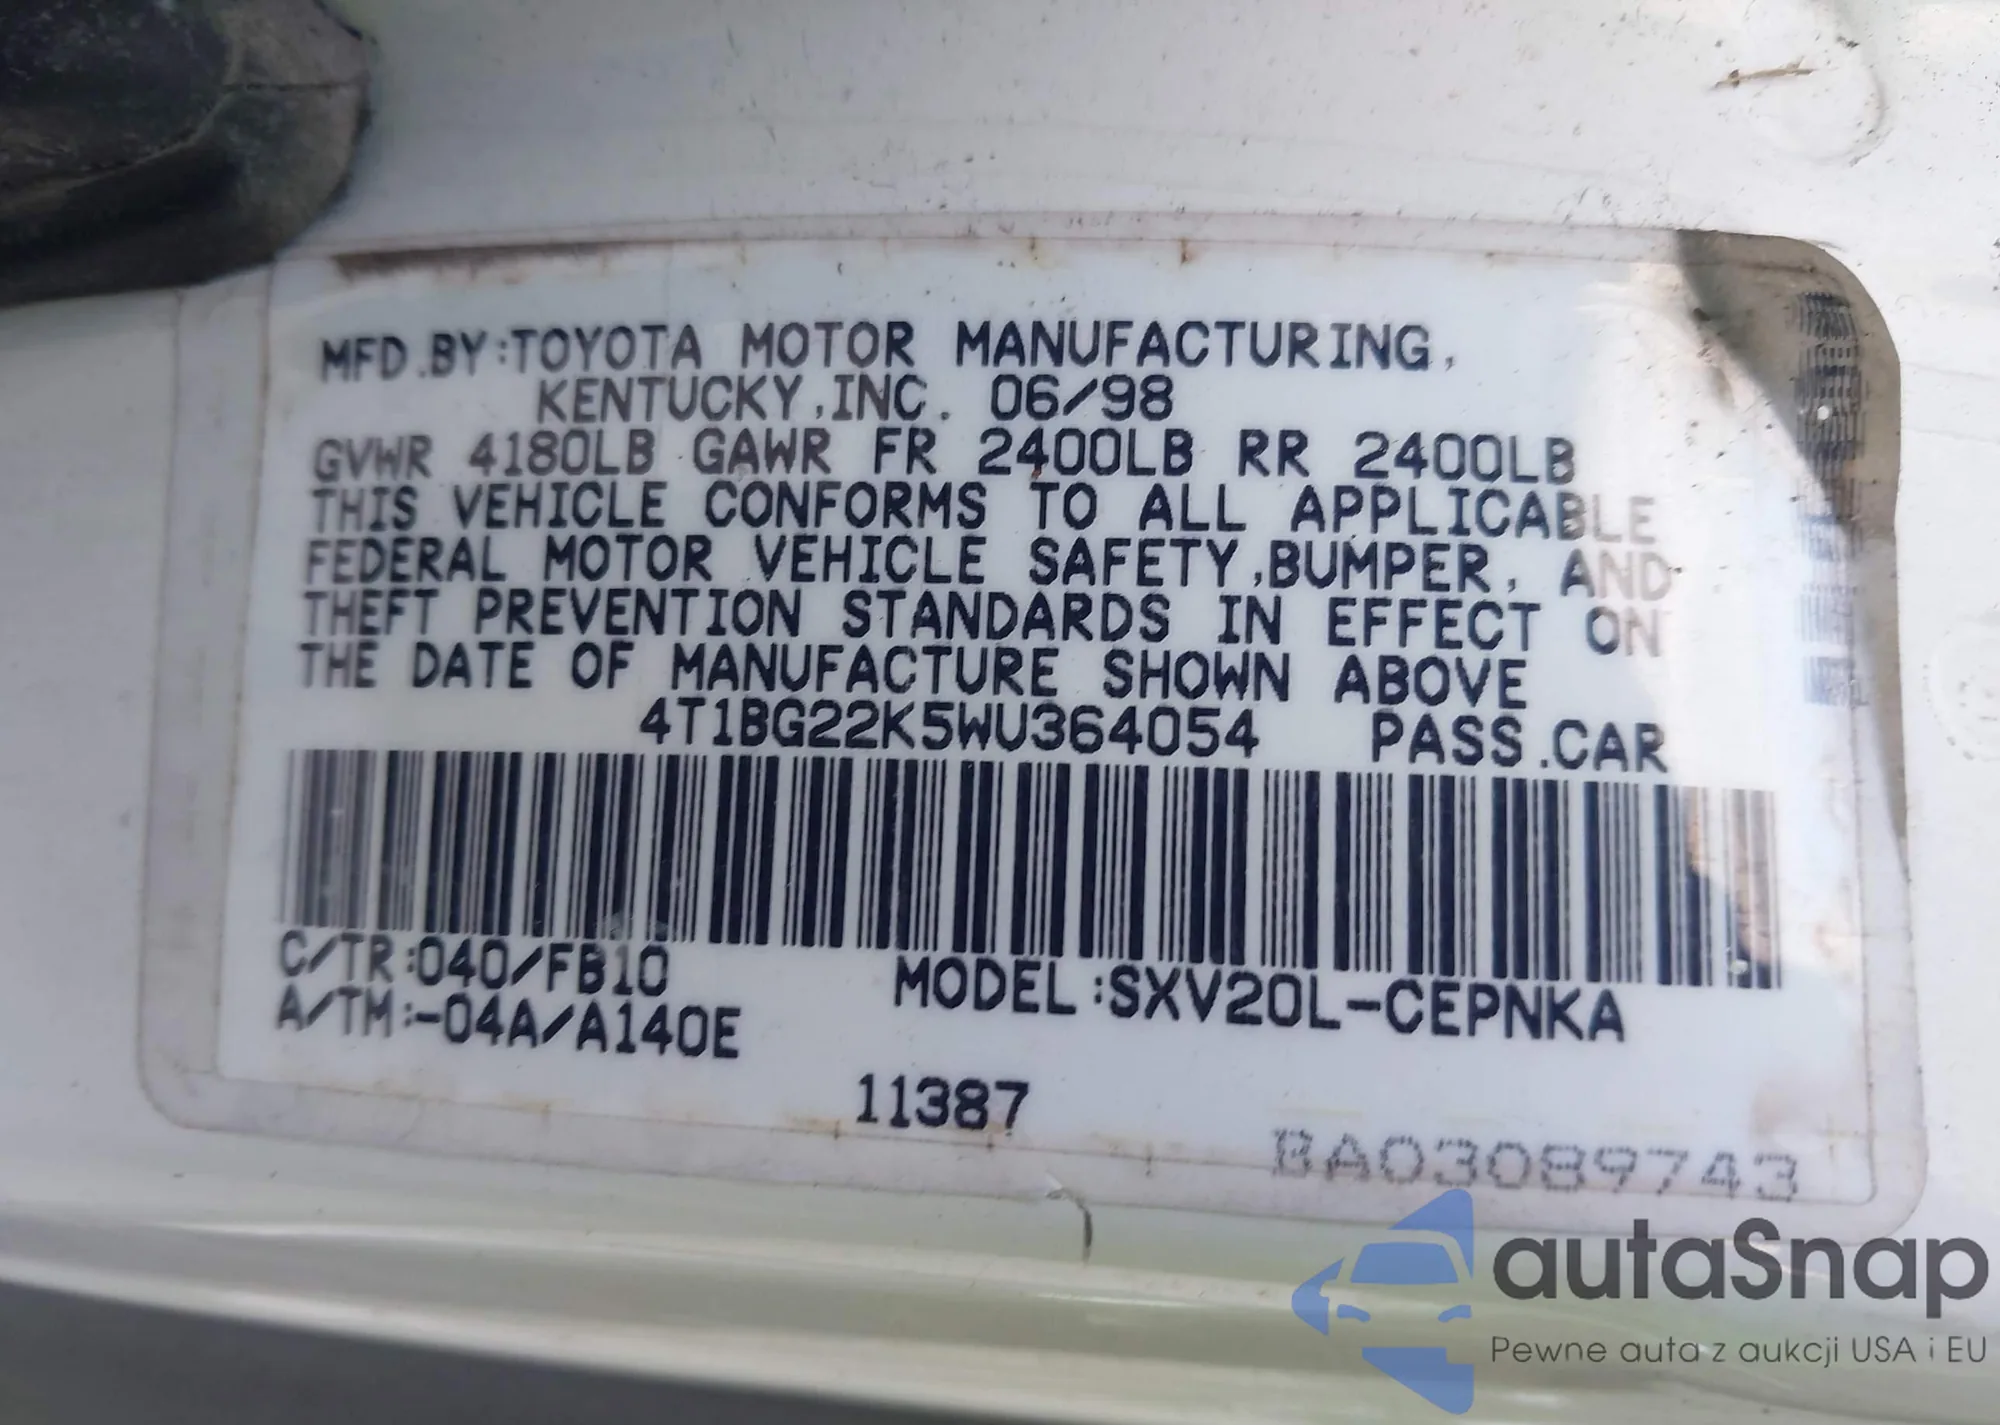 MFD.BY:TOYOTA MOTOR MANUFACTURING,
KENTUCKY,INC. 06/98
GVWR 4180LB GAWR FR 2400LB RR 2400LB
THIS VEHICLE CONFORMS TO ALL APPLICABLE
FEDERAL MOTOR VEHICLE SAFETY,BUMPER, AND
THEFT PREVENTION STANDARDS IN EFFECT ON
THE DATE OF MANUFACTURE SHOWN ABOVE
4T1BG22K5WU364054 PASS.CAR
C/TR:040/FB10 MODEL:SXV20L-CEPNKA
A/TM:-04A/A140E
11387
BA03089743
autaSnap
Pewne auta z aukcji USA i EU